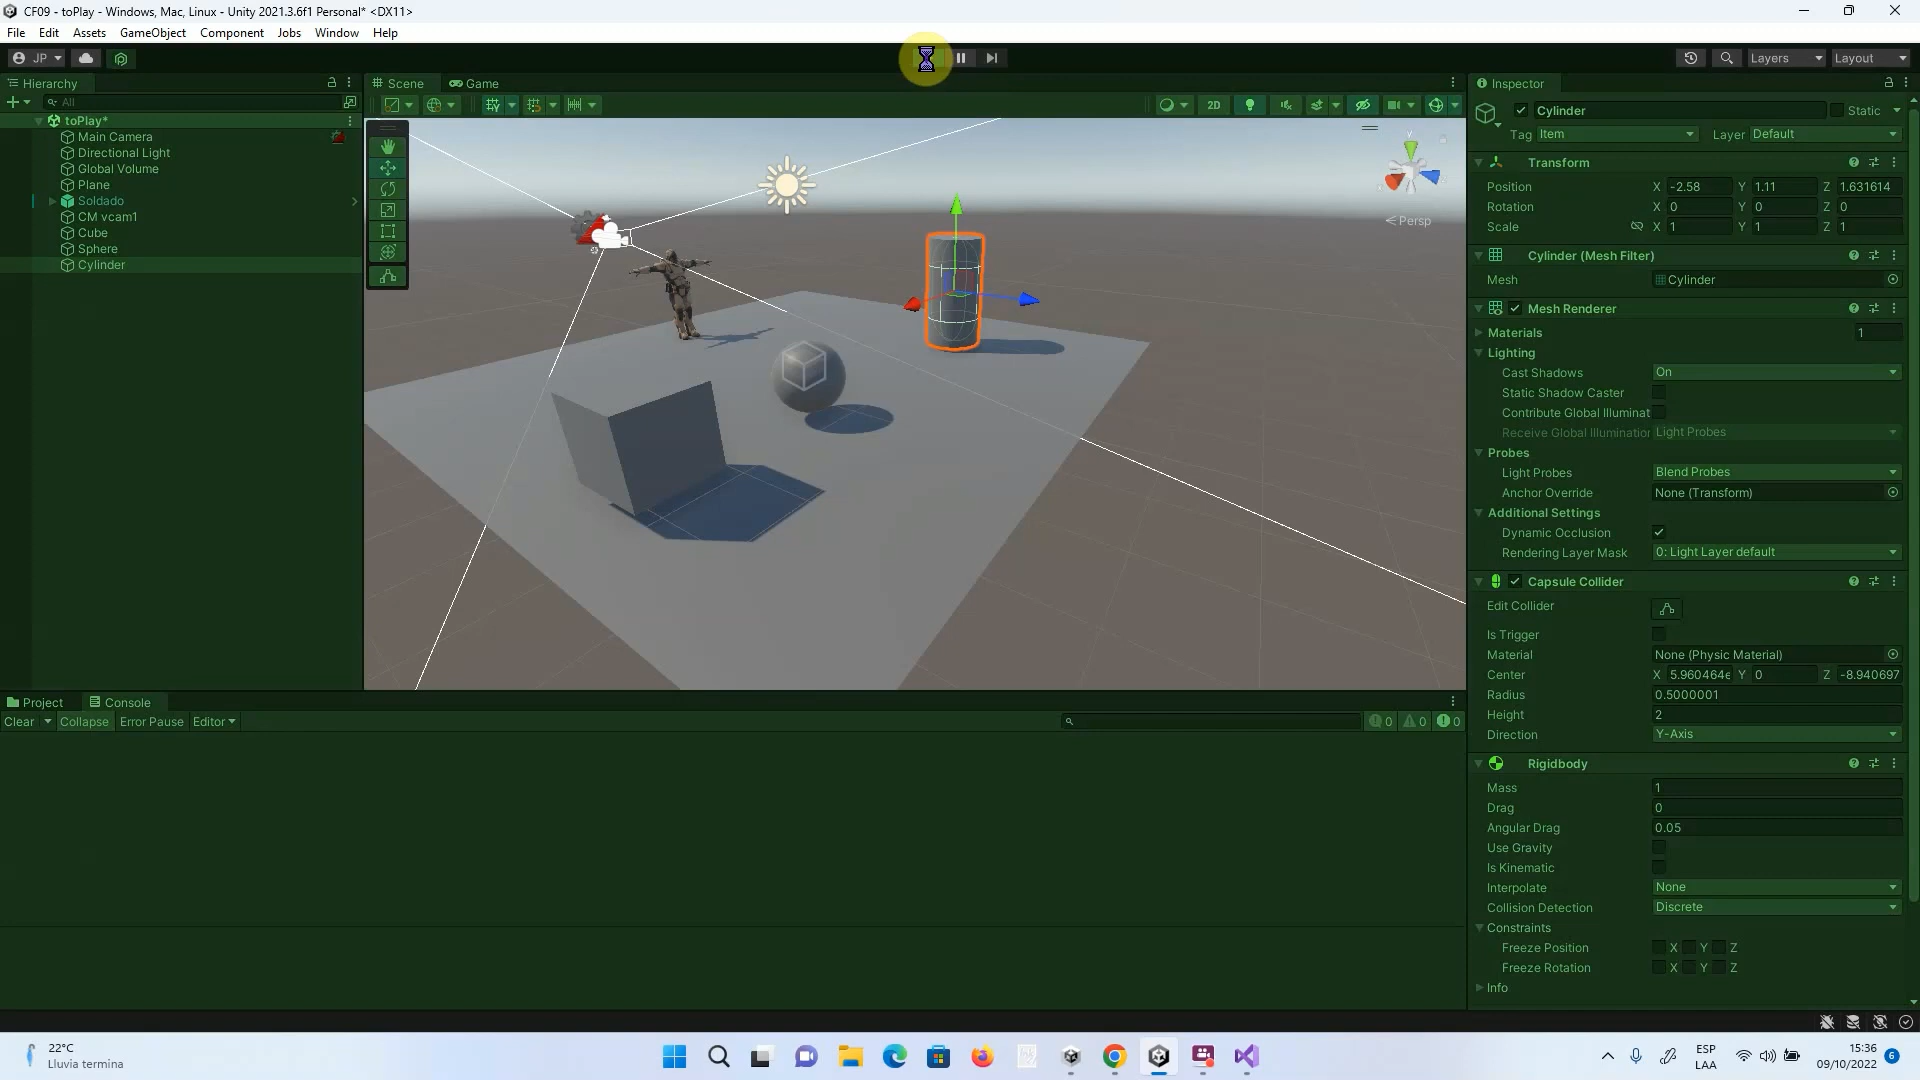 CF09 - toPlay - Windows, Mac, Linux - Unity 2021.3.6f1 Personal* <DX11>
File Edit Assets GameObject Component Jobs Window Help
JP Layers Layout
Hierarchy Scene Game Inspector
All 2D
toPlay*
Main Camera
Directional Light
Global Volume
Plane
Soldado
CM vcam1
Cube
Sphere
Cylinder
Persp
Cylinder Static
Tag Item Layer Default
Transform
Position X -2.58 Y 1.11 Z 1.631614
Rotation X 0 Y 0 Z 0
Scale X 1 Y 1 Z 1
Cylinder (Mesh Filter)
Mesh Cylinder
Mesh Renderer
Materials 1
Lighting
Cast Shadows On
Static Shadow Caster
Contribute Global Illuminat
Receive Global Illumination Light Probes
Probes
Light Probes Blend Probes
Anchor Override None (Transform)
Additional Settings
Dynamic Occlusion
Rendering Layer Mask 0: Light Layer default
Capsule Collider
Edit Collider
Is Trigger
Material None (Physic Material)
Center X 5.960464e Y 0 Z -8.940697
Radius 0.5000001
Height 2
Direction Y-Axis
Rigidbody
Mass 1
Drag 0
Angular Drag 0.05
Use Gravity
Is Kinematic
Interpolate None
Collision Detection Discrete
Constraints
Freeze Position X Y Z
Freeze Rotation X Y Z
Info
Project Console
Clear Collapse Error Pause Editor 0 0 0
22°C
Lluvia termina
ESP
LAA
15:36
09/10/2022
6